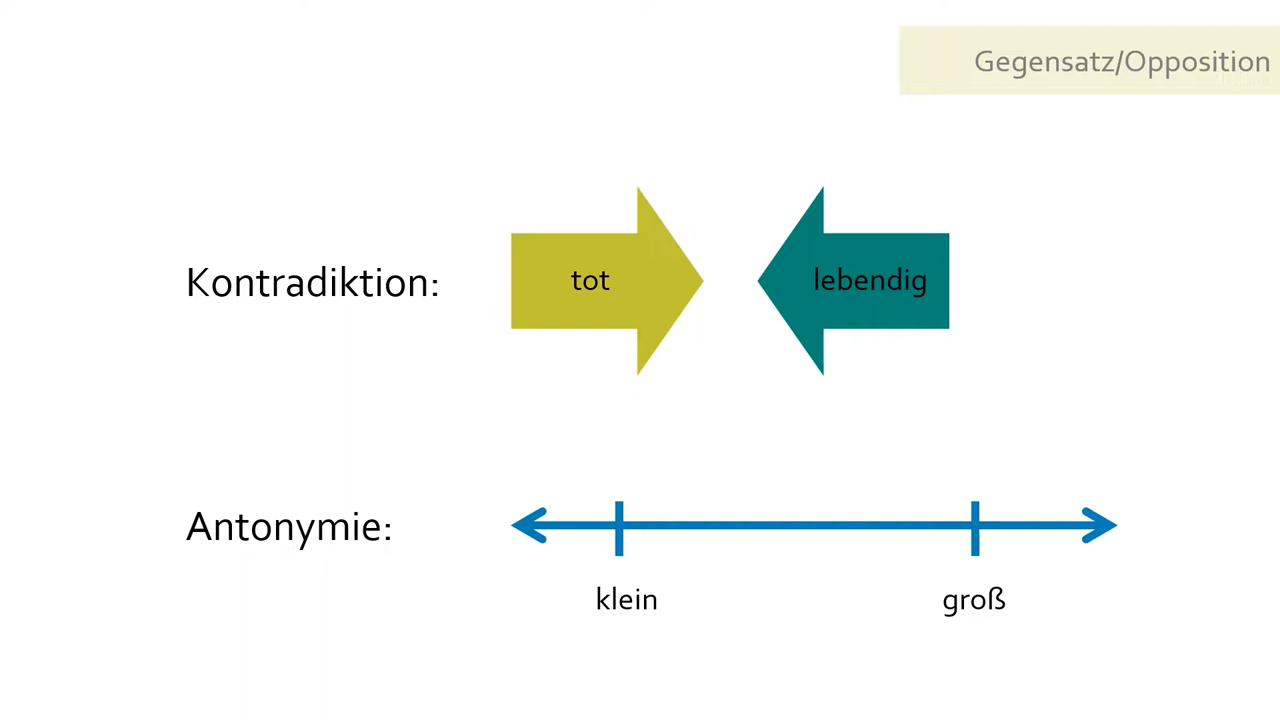 Gegensatz/Opposition
Kontradiktion:
tot
lebendig
Antonymie:
klein
groß